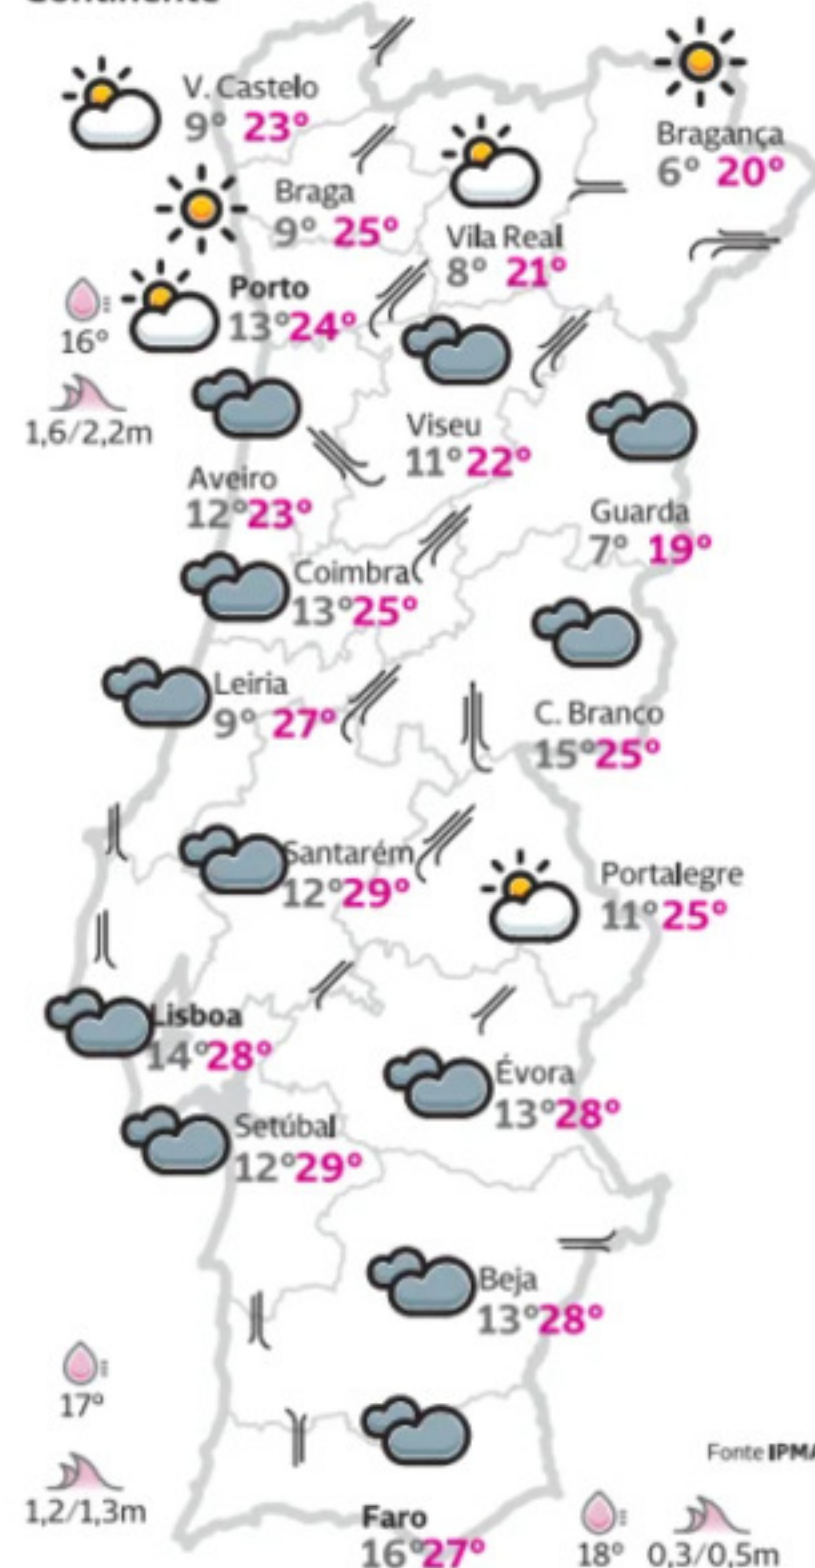 Continente
V. Castelo
9° 23°
Bragança
6° 20°
Braga
9° 25°
Vila Real
8° 21°
Porto
13° 24°
16°
1,6/2,2m
Viseu
11° 22°
Aveiro
12° 23°
Guarda
7° 19°
Coimbra
13° 25°
Leiria
9° 27°
C. Branco
15° 25°
Santarém
12° 29°
Portalegre
11° 25°
Lisboa
14° 28°
Évora
13° 28°
Setúbal
12° 29°
Beja
13° 28°
17°
1,2/1,3m
Fonte IPMA
Faro
16° 27°
18° 0,3/0,5m